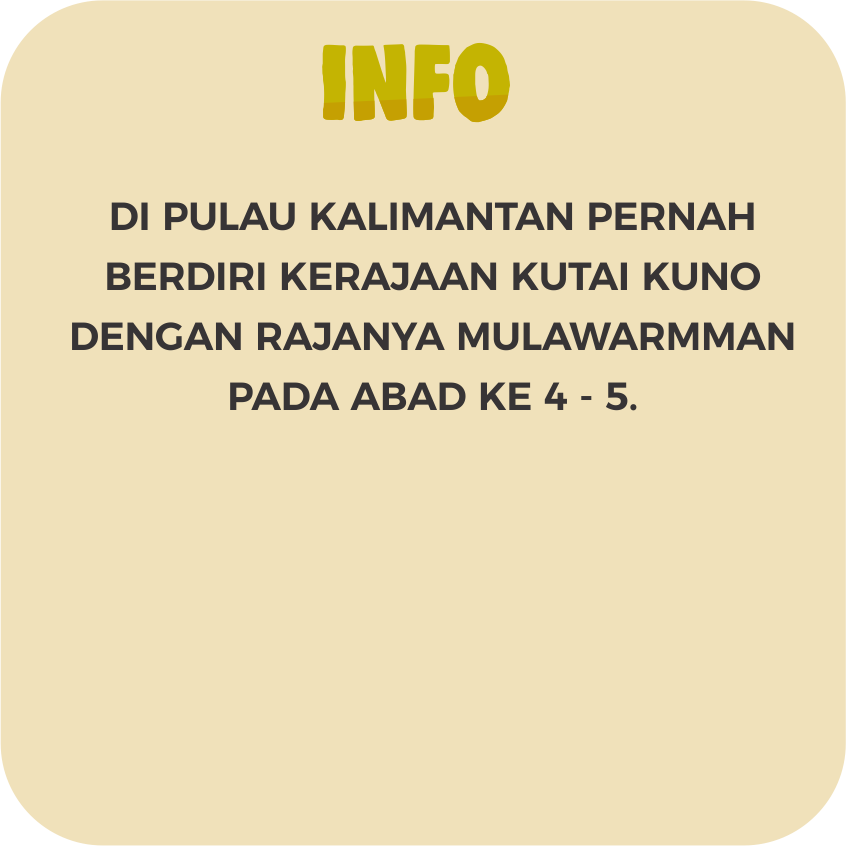 INFO
DI PULAU KALIMANTAN PERNAH
BERDIRI KERAJAAN KUTAI KUNO
DENGAN RAJANYA MULAWARMMAN
PADA ABAD KE 4 - 5.